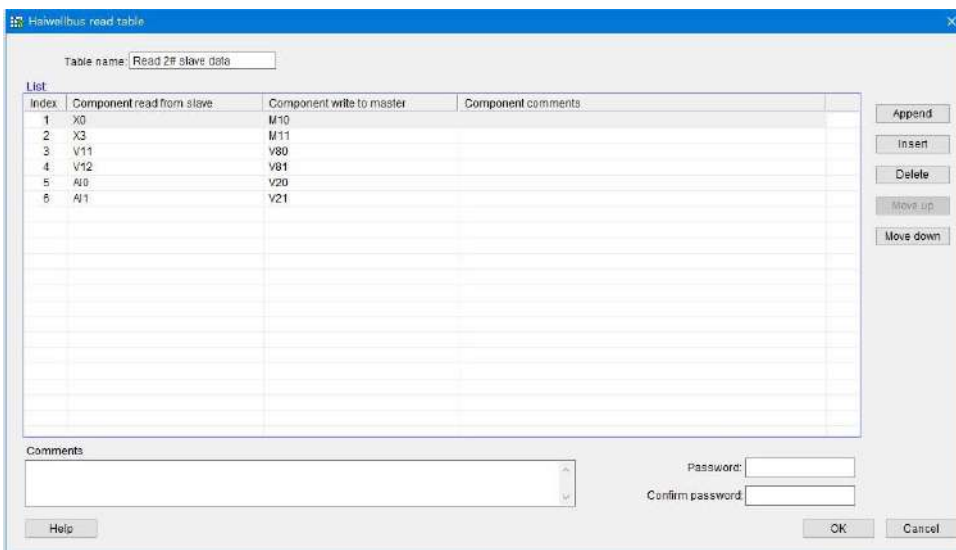 Haiwellbus read table
Table name: Read 2# slave data
List
Index Component read from slave Component write to master Component comments
1 X0 M10
2 X3 M11
3 V11 V80
4 V12 V81
5 AI0 V20
6 AI1 V21
Append
Insert
Delete
Move up
Move down
Comments
Password:
Confirm password:
Help
OK
Cancel